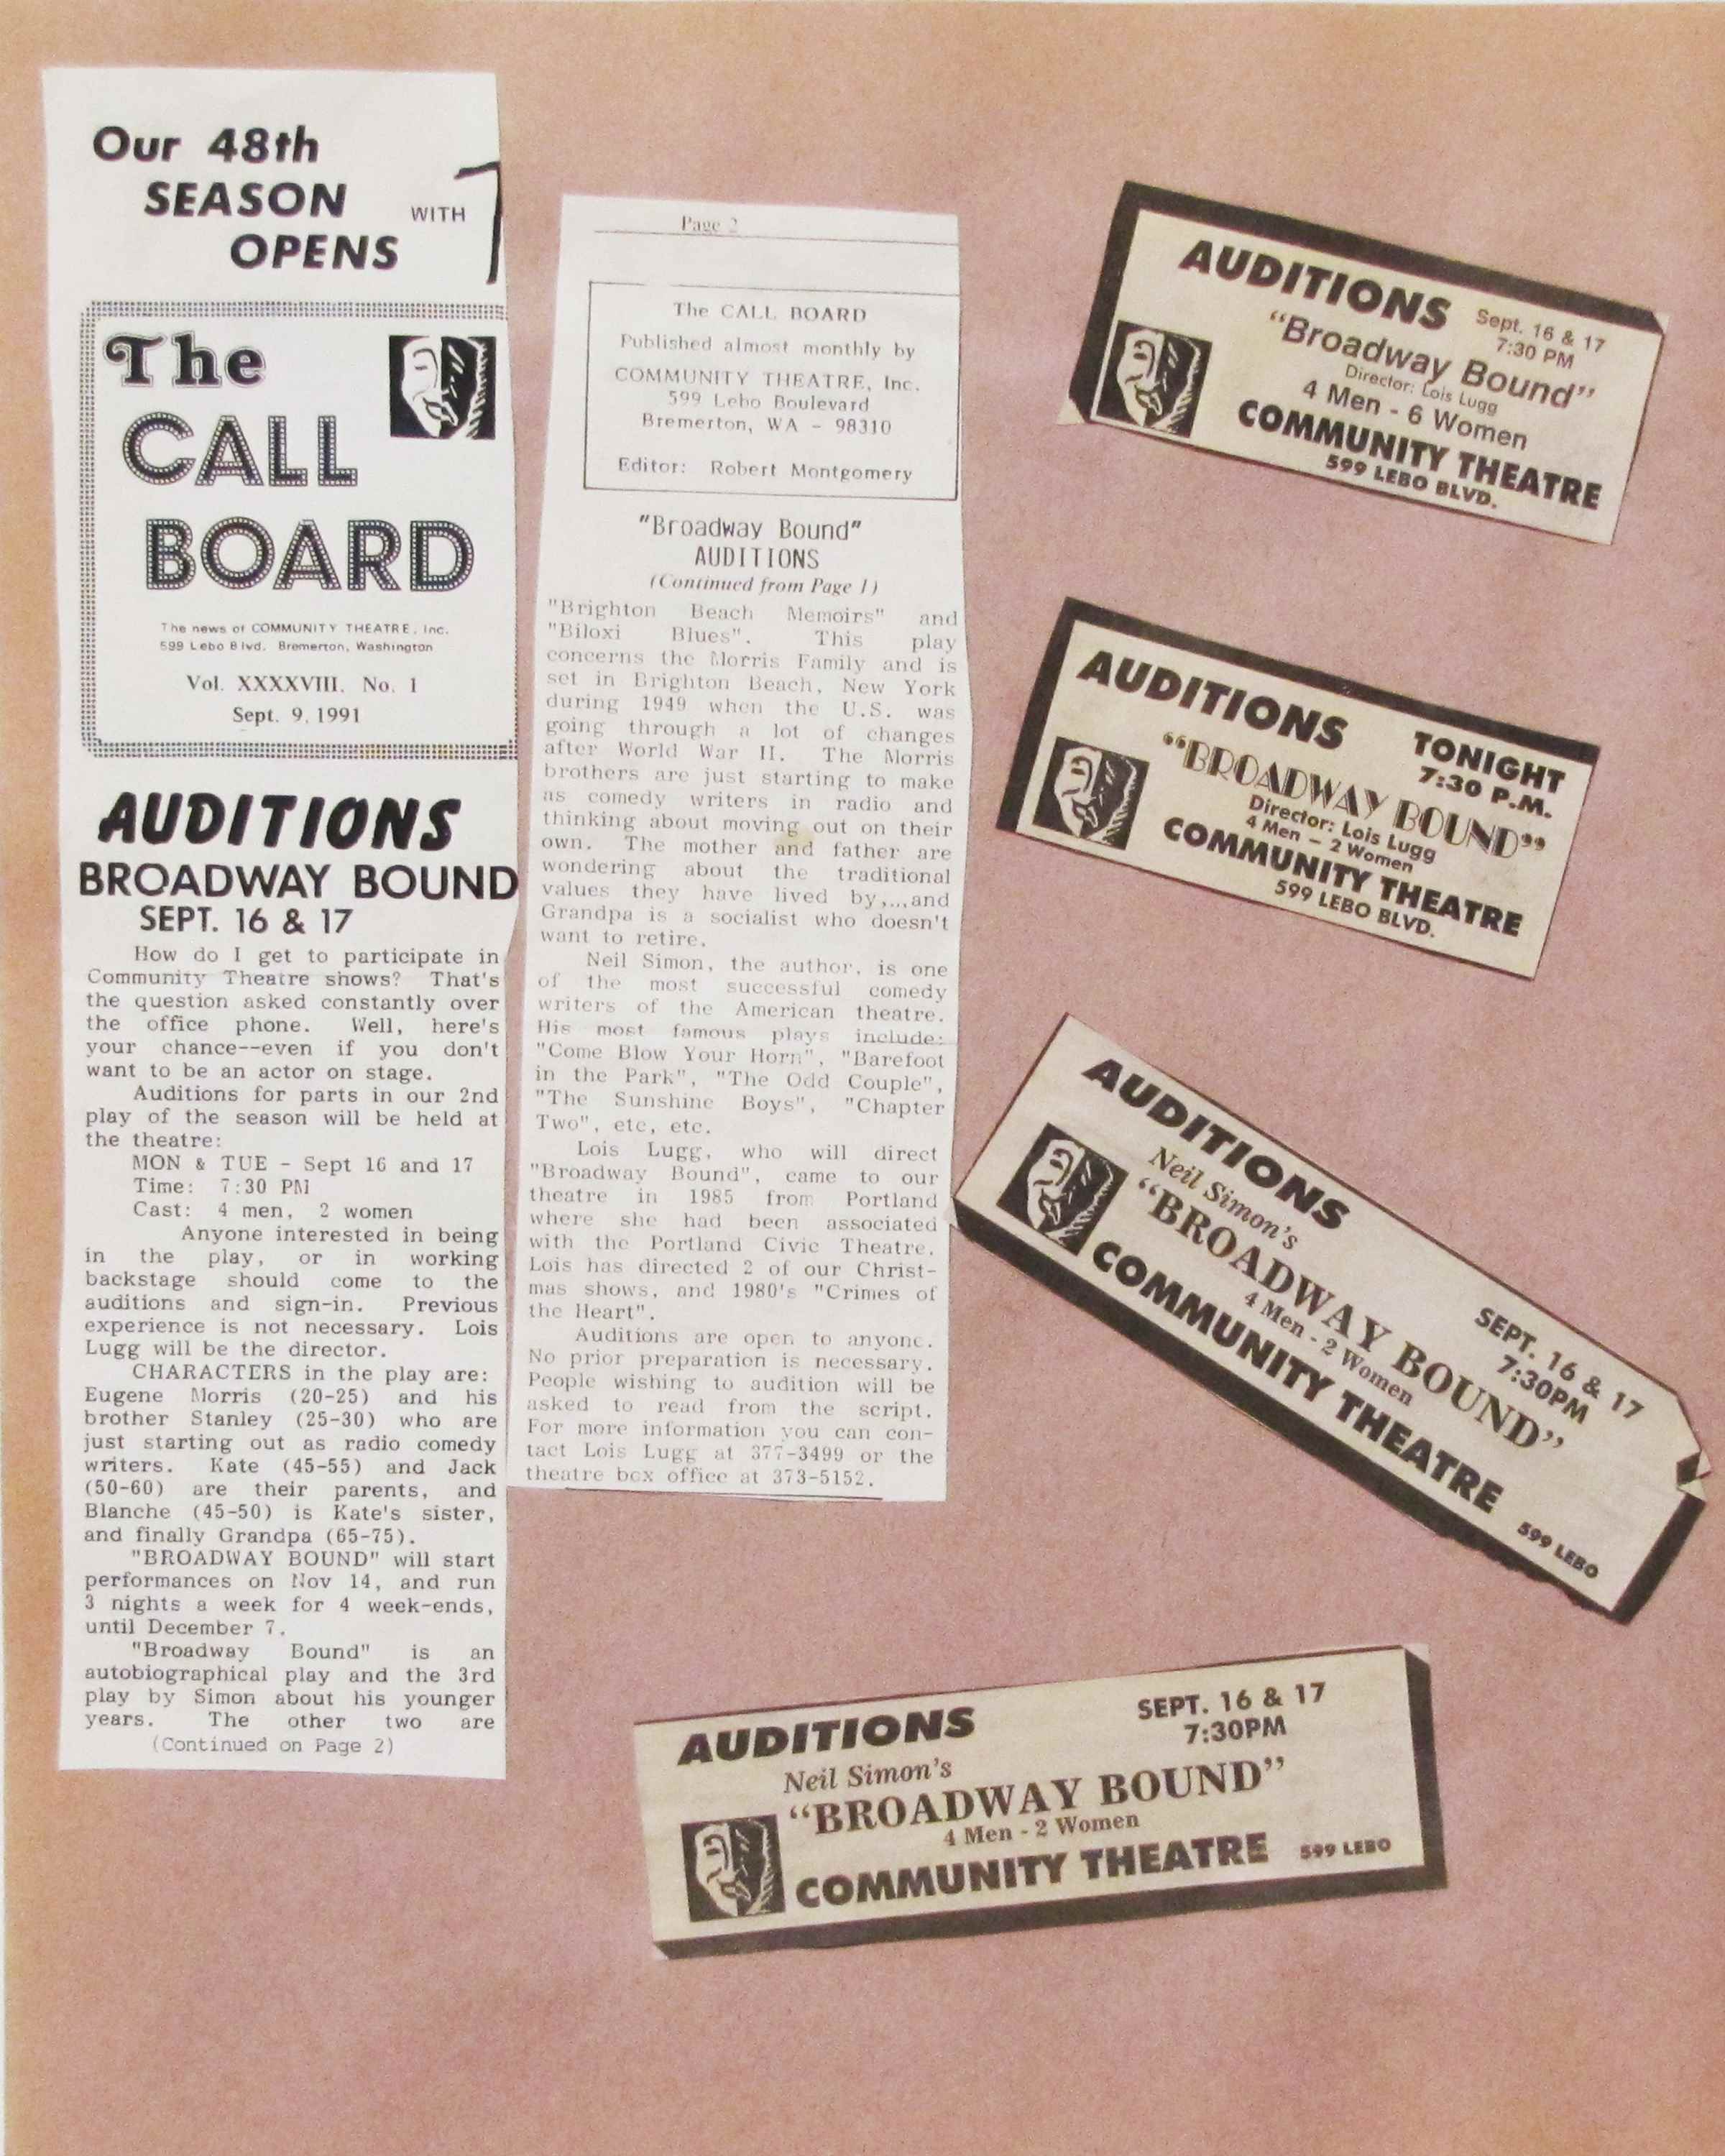 Our 48th
SEASON WITH
OPENS
The
CALL
BOARD
The news of COMMUNITY THEATRE, Inc.
599 Lebo Blvd. Bremerton, Washington
Vol. XXXXVIII, No. 1
Sept. 9, 1991
AUDITIONS
BROADWAY BOUND
SEPT. 16 & 17
How do I get to participate in
Community Theatre shows? That's
the question asked constantly over
the office phone. Well, here's
your chance--even if you don't
want to be an actor on stage.
Auditions for parts in our 2nd
play of the season will be held at
the theatre:
MON & TUE - Sept 16 and 17
Time: 7:30 PM
Cast: 4 men, 2 women
Anyone interested in being
in the play, or in working
backstage should come to the
auditions and sign-in. Previous
experience is not necessary. Lois
Lugg will be the director.
CHARACTERS in the play are:
Eugene Morris (20-25) and his
brother Stanley (25-30) who are
just starting out as radio comedy
writers. Kate (45-55) and Jack
(50-60) are their parents, and
Blanche (45-50) is Kate's sister,
and finally Grandpa (65-75).
"BROADWAY BOUND" will start
performances on Nov 14, and run
3 nights a week for 4 week-ends,
until December 7.
"Broadway Bound" is an
autobiographical play and the 3rd
play by Simon about his younger
years. The other two are
(Continued on Page 2)
Page 2
The CALL BOARD
Published almost monthly by
COMMUNITY THEATRE, Inc.
599 Lebo Boulevard
Bremerton, WA - 98310
Editor: Robert Montgomery
"Broadway Bound"
AUDITIONS
(Continued from Page 1)
"Brighton Beach Memoirs" and
"Biloxi Blues". This play
concerns the Morris Family and is
set in Brighton Beach, New York
during 1949 when the U.S. was
going through a lot of changes
after World War II. The Morris
brothers are just starting to make
as comedy writers in radio and
thinking about moving out on their
own. The mother and father are
wondering about the traditional
values they have lived by,...and
Grandpa is a socialist who doesn't
want to retire.
Neil Simon, the author, is one
of the most successful comedy
writers of the American theatre.
His most famous plays include:
"Come Blow Your Horn", "Barefoot
in the Park", "The Odd Couple",
"The Sunshine Boys", "Chapter
Two", etc, etc.
Lois Lugg, who will direct
"Broadway Bound", came to our
theatre in 1985 from Portland
where she had been associated
with the Portland Civic Theatre.
Lois has directed 2 of our Christ-
mas shows, and 1980's "Crimes of
the Heart".
Auditions are open to anyone.
No prior preparation is necessary.
People wishing to audition will be
asked to read from the script.
For more information you can con-
tact Lois Lugg at 377-3499 or the
theatre box office at 373-5152.
AUDITIONS Sept. 16 & 17
7:30 PM
"Broadway Bound"
Director: Lois Lugg
4 Men - 6 Women
COMMUNITY THEATRE
599 LEBO BLVD.
AUDITIONS TONIGHT
7:30 P.M.
"BROADWAY BOUND"
Director: Lois Lugg
4 Men - 2 Women
COMMUNITY THEATRE
599 LEBO BLVD.
AUDITIONS SEPT. 16 & 17
7:30PM
Neil Simon's
"BROADWAY BOUND"
4 Men - 2 Women
COMMUNITY THEATRE 599 LEBO
AUDITIONS SEPT. 16 & 17
7:30PM
Neil Simon's
"BROADWAY BOUND"
4 Men - 2 Women
COMMUNITY THEATRE 599 LEBO